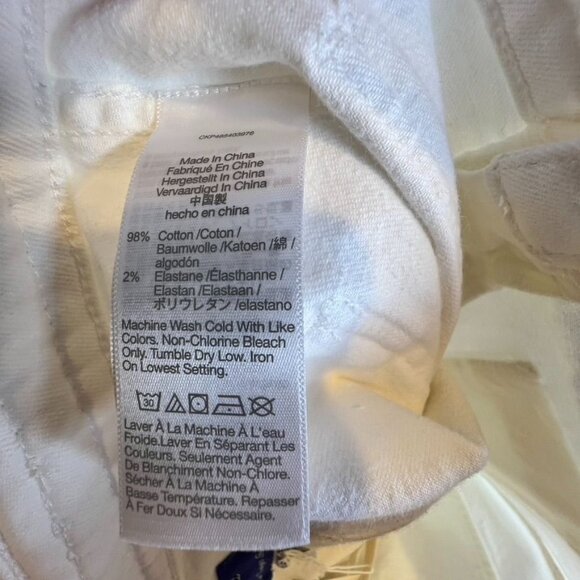 Made In China
Fabriqué En Chine
Hergestellt In China
Vervaardigd In China
中国製
hecho en china
98% Cotton /Coton /
Baumwolle /Katoen /綿 /
algodón
2% Elastane /Élasthanne /
Elastan /Elastaan /
ポリウレタン /elastano
Machine Wash Cold With Like
Colors. Non-Chlorine Bleach
Only. Tumble Dry Low. Iron
On Lowest Setting.
30
Laver À La Machine À L'eau
Froide.Laver En Séparant Les
Couleurs. Seulement Agent
De Blanchiment Non-Chlore.
Sécher À La Machine À
Basse Température. Repasser
À Fer Doux Si Nécessaire.